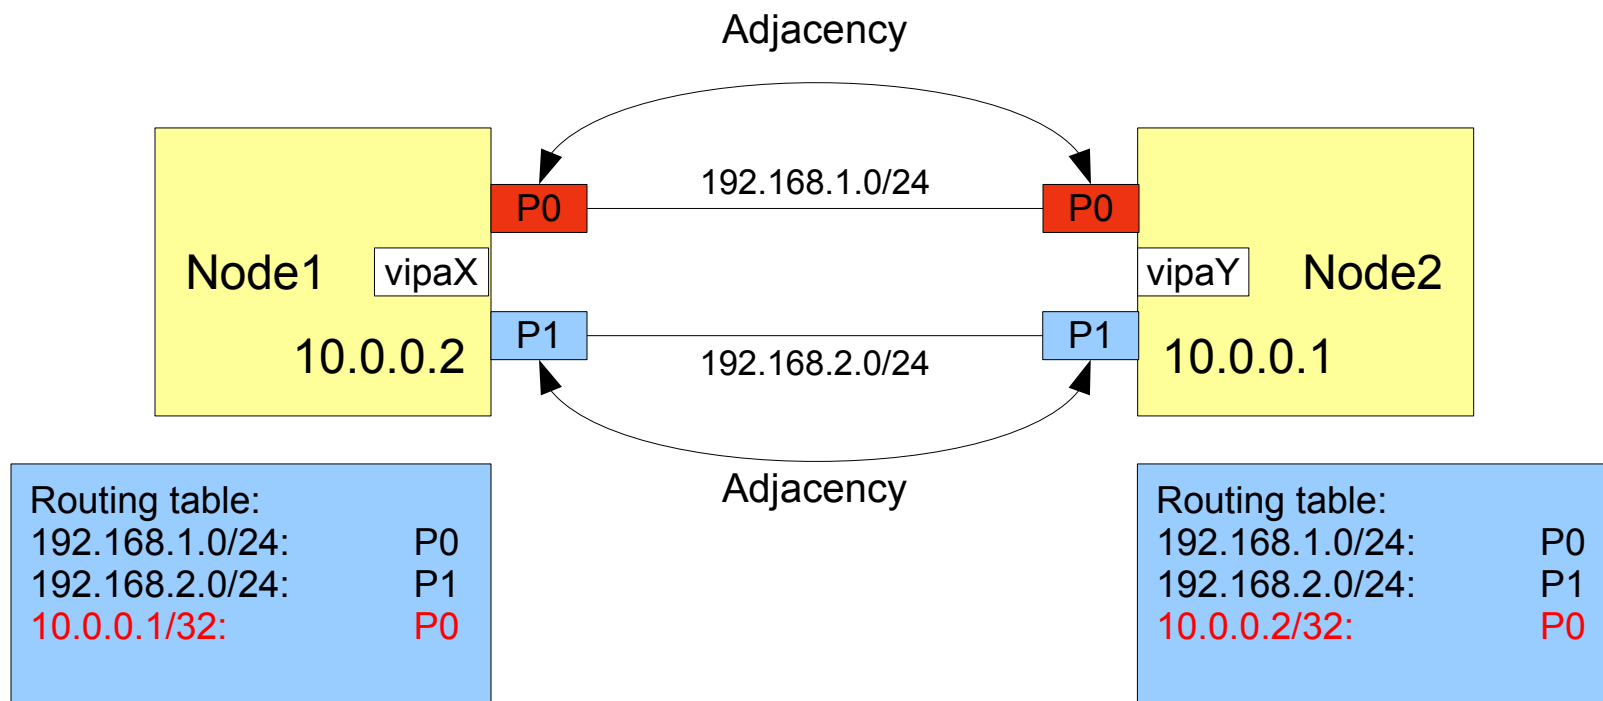 Adjacency
192.168.1.0/24
P0
P0
Node1
vipaX
vipaY
Node2
P1
P1
10.0.0.2
192.168.2.0/24
10.0.0.1
Adjacency
Routing table:
192.168.1.0/24: P0
192.168.2.0/24: P1
10.0.0.1/32: P0
Routing table:
192.168.1.0/24: P0
192.168.2.0/24: P1
10.0.0.2/32: P0